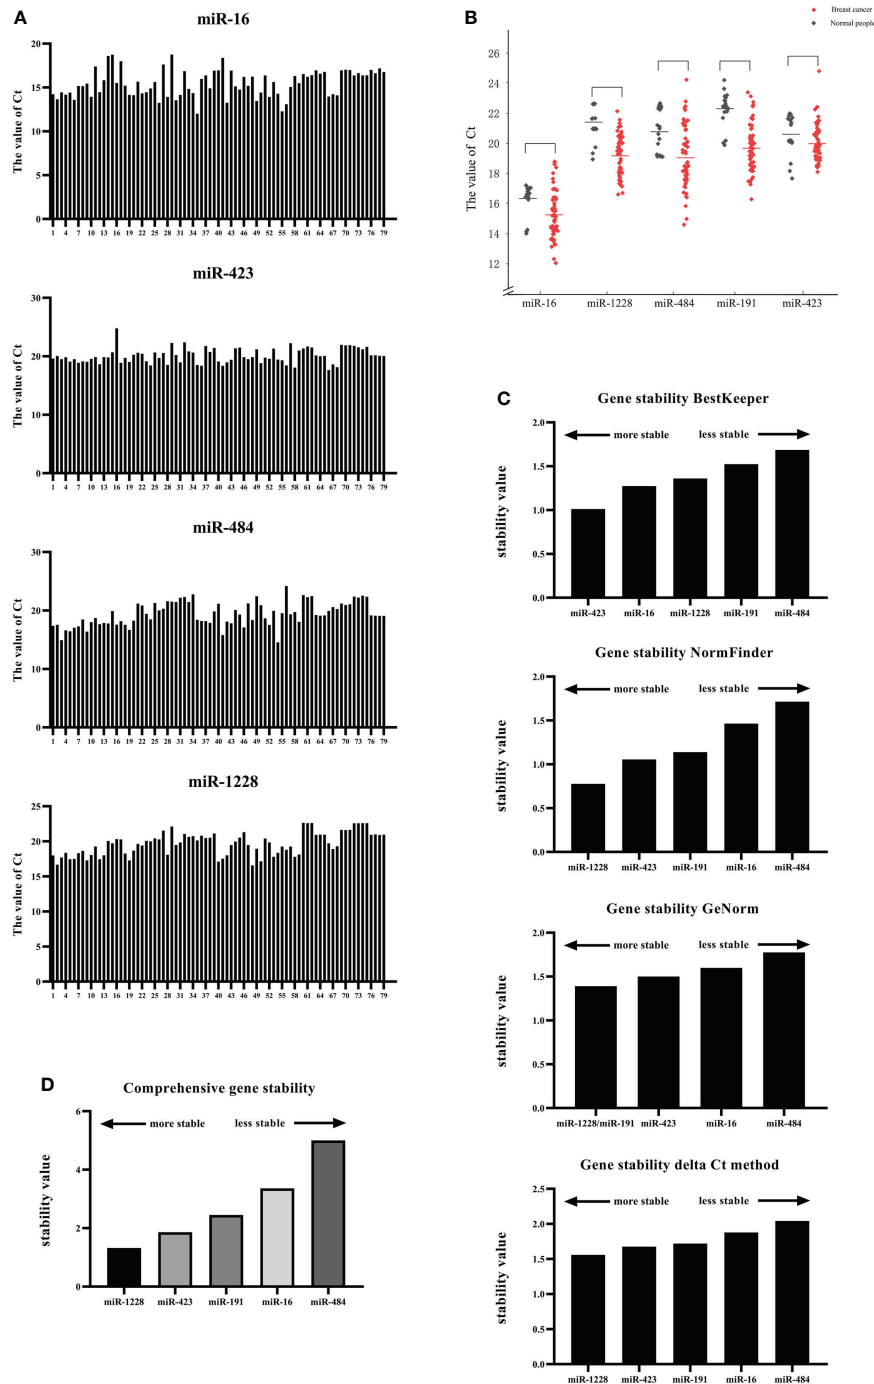 A
miR-16
The value of Ct
20
15
10
5
0
1 4 7 10 13 16 19 22 25 28 31 34 37 40 43 46 49 52 55 58 61 64 67 70 73 76 79
miR-423
The value of Ct
30
20
10
0
1 4 7 10 13 16 19 22 25 28 31 34 37 40 43 46 49 52 55 58 61 64 67 70 73 76 79
miR-484
The value of Ct
30
20
10
0
1 4 7 10 13 16 19 22 25 28 31 34 37 40 43 46 49 52 55 58 61 64 67 70 73 76 79
miR-1228
The value of Ct
25
20
15
10
5
0
1 4 7 10 13 16 19 22 25 28 31 34 37 40 43 46 49 52 55 58 61 64 67 70 73 76 79
B
Breast cancer
Normal people
The value of Ct
26
24
22
20
18
16
14
12
miR-16 miR-1228 miR-484 miR-191 miR-423
C
Gene stability BestKeeper
more stable less stable
stability value
2.0
1.5
1.0
0.5
0.0
miR-423 miR-16 miR-1228 miR-191 miR-484
Gene stability NormFinder
more stable less stable
stability value
2.0
1.5
1.0
0.5
0.0
miR-1228 miR-423 miR-191 miR-16 miR-484
Gene stability GeNorm
more stable less stable
stability value
2.0
1.5
1.0
0.5
0.0
miR-1228/miR-191 miR-423 miR-16 miR-484
Gene stability delta Ct method
more stable less stable
stability value
2.5
2.0
1.5
1.0
0.5
0.0
miR-1228 miR-423 miR-191 miR-16 miR-484
D
Comprehensive gene stability
more stable less stable
stability value
6
4
2
0
miR-1228 miR-423 miR-191 miR-16 miR-484